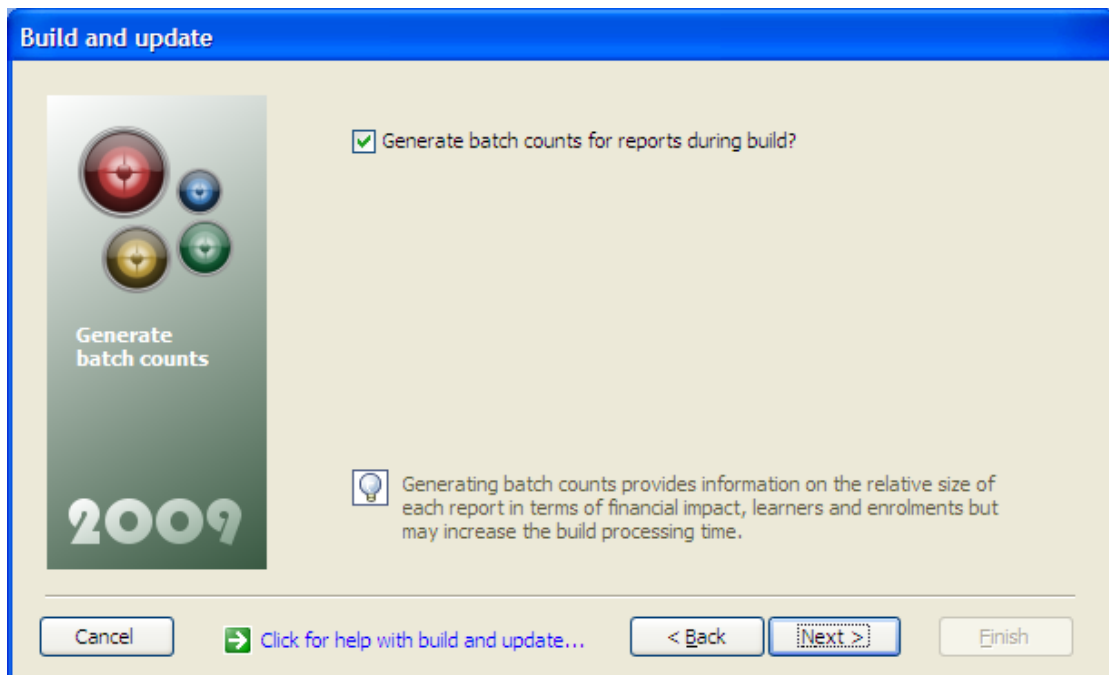 Build and update
Generate batch counts for reports during build?
Generate
batch counts
Generating batch counts provides information on the relative size of
each report in terms of financial impact, learners and enrolments but
may increase the build processing time.
2009
Cancel
Click for help with build and update...
< Back
Next >
Finish